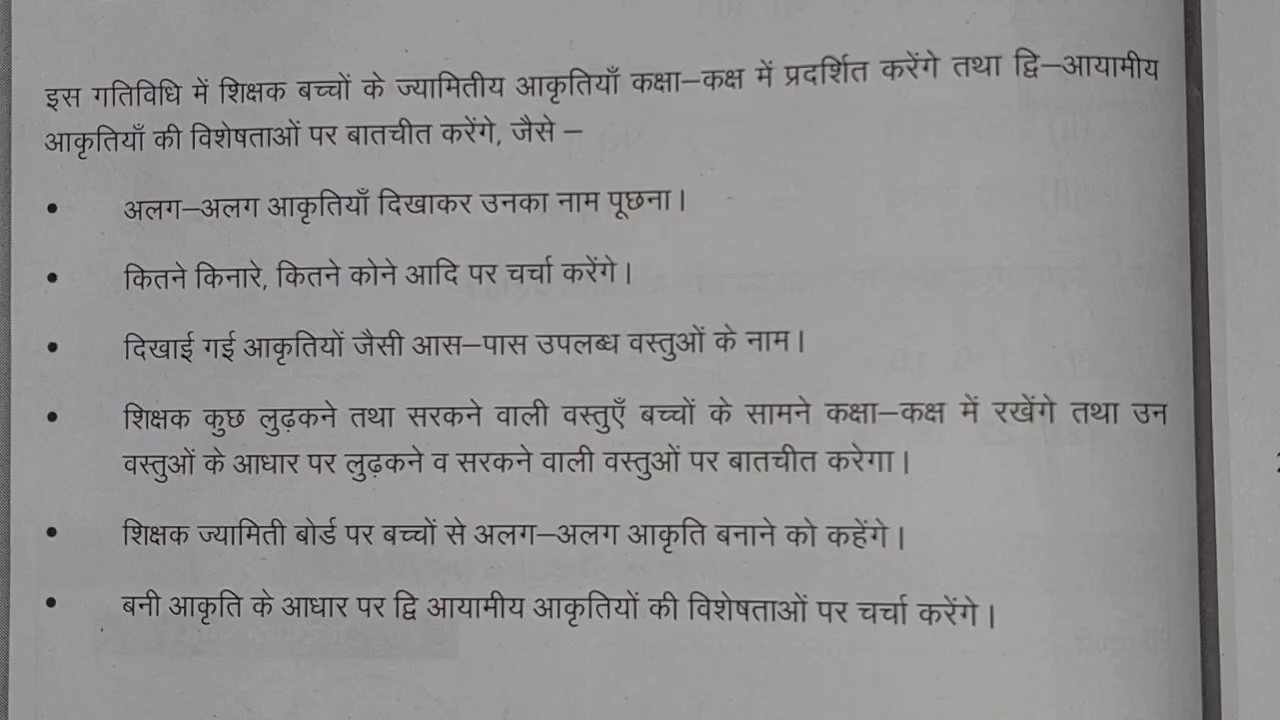 इस गतिविधि में शिक्षक बच्चों के ज्यामितीय आकृतियाँ कक्षा–कक्ष में प्रदर्शित करेंगे तथा द्वि–आयामीय
आकृतियाँ की विशेषताओं पर बातचीत करेंगे, जैसे –
• अलग–अलग आकृतियाँ दिखाकर उनका नाम पूछना।
• कितने किनारे, कितने कोने आदि पर चर्चा करेंगे।
• दिखाई गई आकृतियों जैसी आस–पास उपलब्ध वस्तुओं के नाम।
• शिक्षक कुछ लुढ़कने तथा सरकने वाली वस्तुएँ बच्चों के सामने कक्षा–कक्ष में रखेंगे तथा उन
वस्तुओं के आधार पर लुढ़कने व सरकने वाली वस्तुओं पर बातचीत करेगा।
• शिक्षक ज्यामिती बोर्ड पर बच्चों से अलग–अलग आकृति बनाने को कहेंगे।
• बनी आकृति के आधार पर द्वि आयामीय आकृतियों की विशेषताओं पर चर्चा करेंगे।